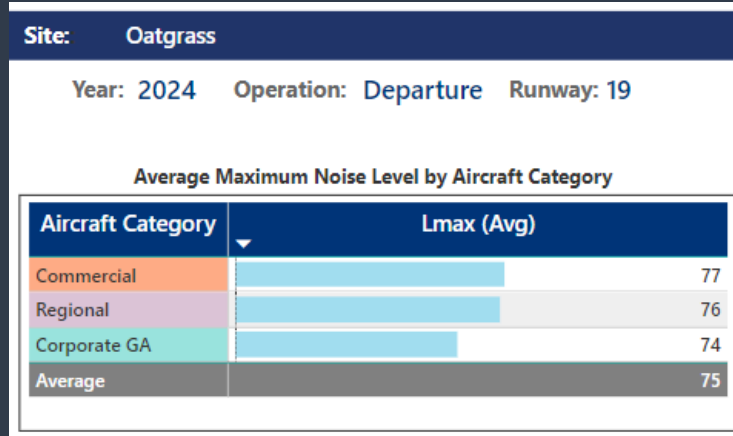 Site: Oatgrass
Year: 2024 Operation: Departure Runway: 19
Average Maximum Noise Level by Aircraft Category
Aircraft Category Lmax (Avg)
Commercial 77
Regional 76
Corporate GA 74
Average 75